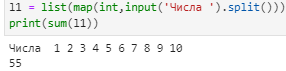 l1 = list(map(int,input('Числа ').split()))
print(sum(l1))
Числа  1 2 3 4 5 6 7 8 9 10
55